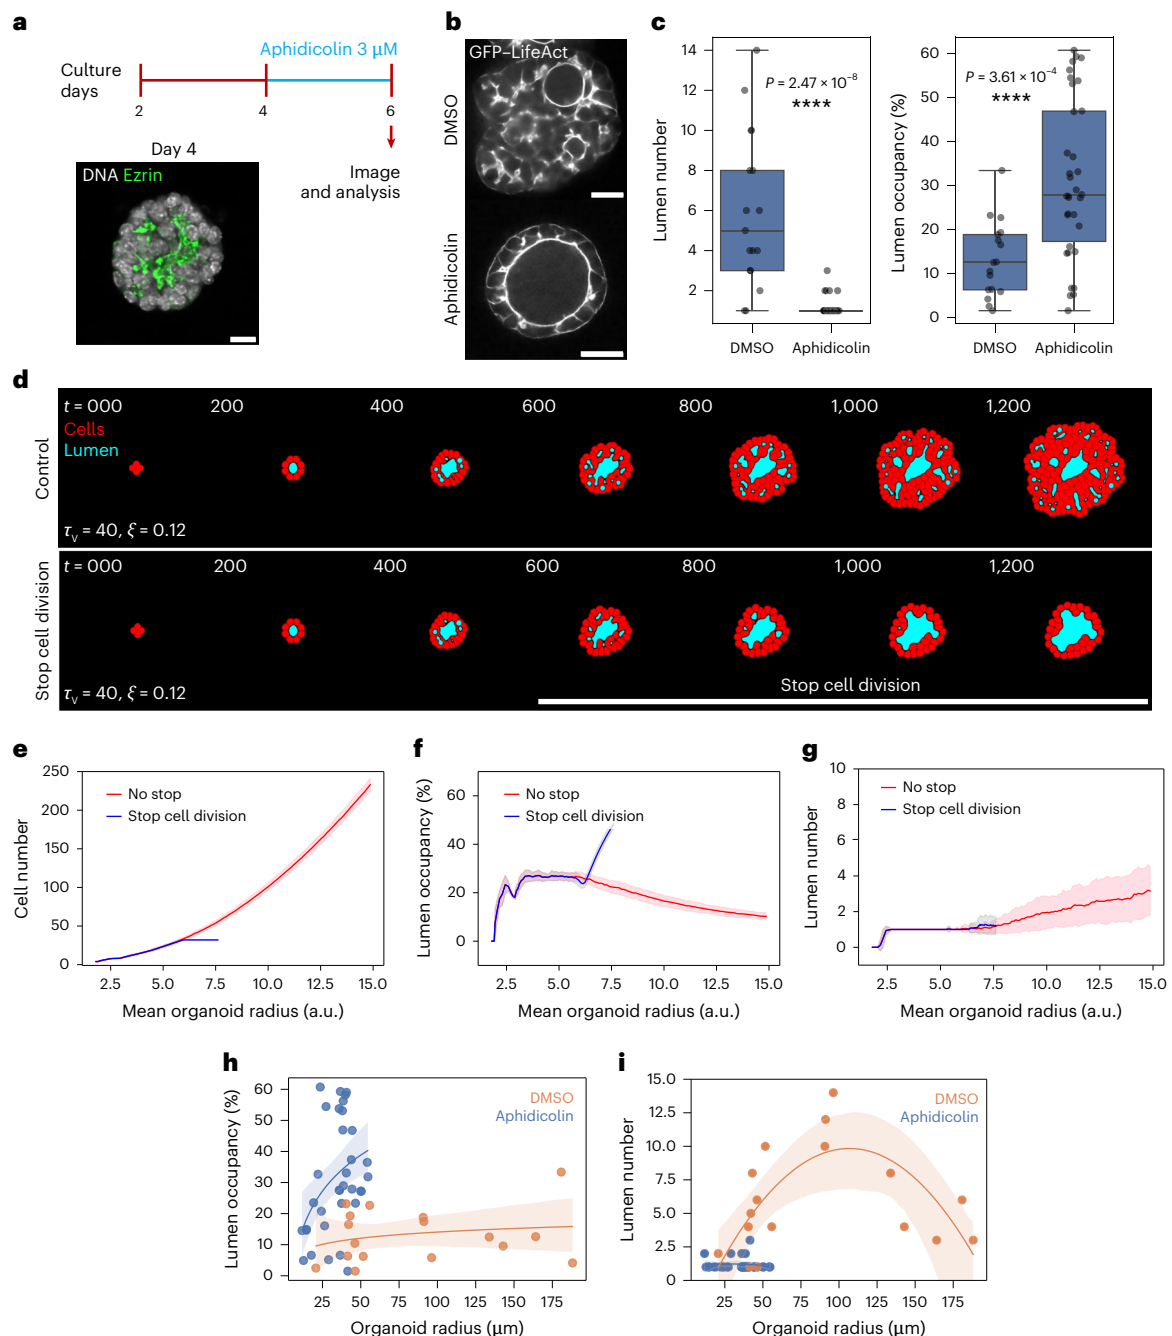 a
Aphidicolin 3 μM
Culture
days
2
4
6
Day 4
DNA Ezrin
Image
and analysis
b
GFP–LifeAct
DMSO
Aphidicolin
c
Lumen number
14
12
10
8
6
4
2
P = 2.47 × 10⁻⁸
****
DMSO
Aphidicolin
Lumen occupancy (%)
60
50
40
30
20
10
0
P = 3.61 × 10⁻⁴
****
DMSO
Aphidicolin
d
Control
t = 000
200
400
600
800
1,000
1,200
Cells
Lumen
τv = 40, ξ = 0.12
Stop cell division
t = 000
200
400
600
800
1,000
1,200
Stop cell division
τv = 40, ξ = 0.12
e
Cell number
250
200
150
100
50
0
No stop
Stop cell division
2.5
5.0
7.5
10.0
12.5
15.0
Mean organoid radius (a.u.)
f
Lumen occupancy (%)
60
40
20
0
No stop
Stop cell division
2.5
5.0
7.5
10.0
12.5
15.0
Mean organoid radius (a.u.)
g
Lumen number
10
8
6
4
2
0
No stop
Stop cell division
2.5
5.0
7.5
10.0
12.5
15.0
Mean organoid radius (a.u.)
h
Lumen occupancy (%)
60
50
40
30
20
10
0
DMSO
Aphidicolin
25
50
75
100
125
150
175
Organoid radius (μm)
i
Lumen number
15.0
12.5
10.0
7.5
5.0
2.5
0
DMSO
Aphidicolin
25
50
75
100
125
150
175
Organoid radius (μm)